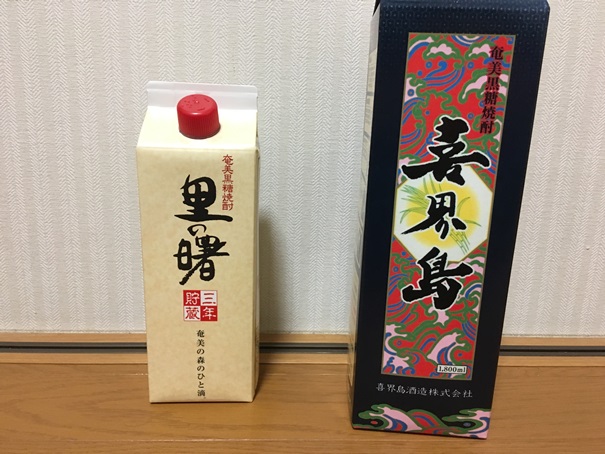 奄美黒糖焼酎
里の曙
三年
貯蔵
奄美の森のひと滴
奄美黒糖焼酎
喜界島
1,800ml
喜界島酒造株式会社